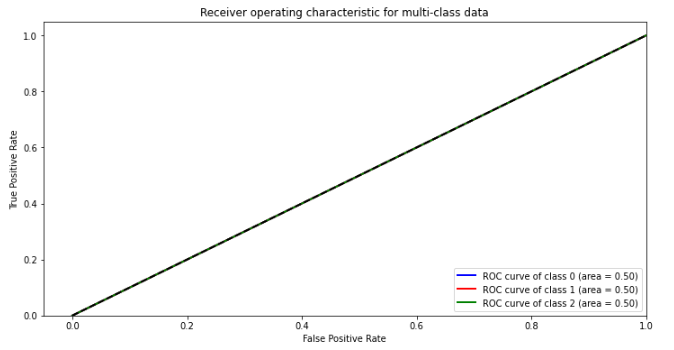 Receiver operating characteristic for multi-class data
1.0
0.8
0.6
0.4
0.2
0.0
True Positive Rate
ROC curve of class 0 (area = 0.50)
ROC curve of class 1 (area = 0.50)
ROC curve of class 2 (area = 0.50)
0.0 0.2 0.4 0.6 0.8 1.0
False Positive Rate